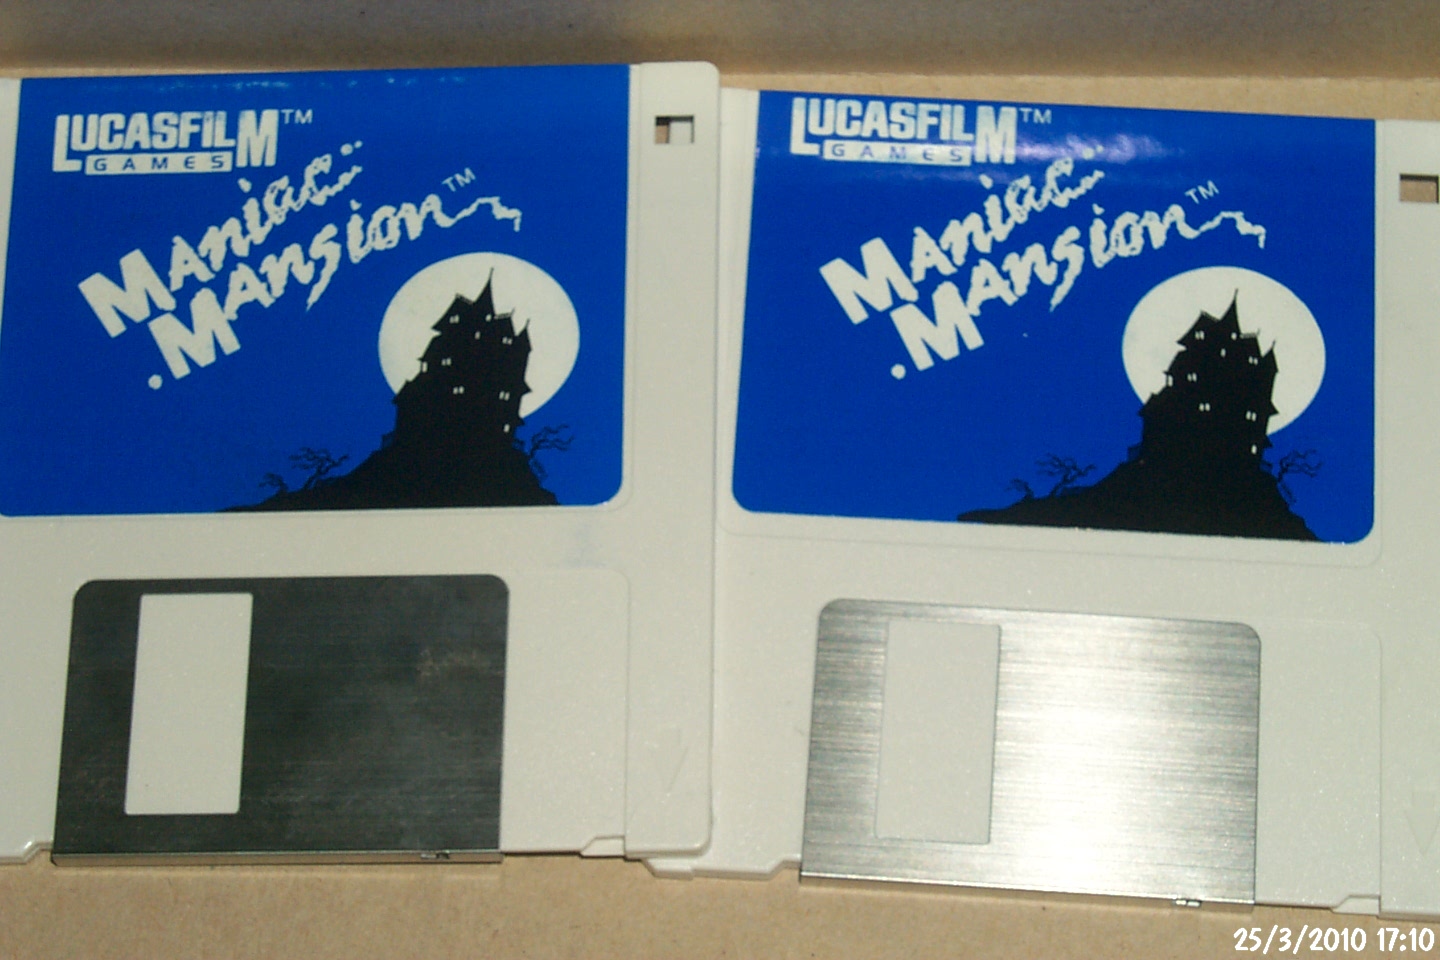 LUCASFILM™
GAMES
MANIAC
MANSION™
LUCASFILM™
GAMES
MANIAC
MANSION™
25/3/2010 17:10